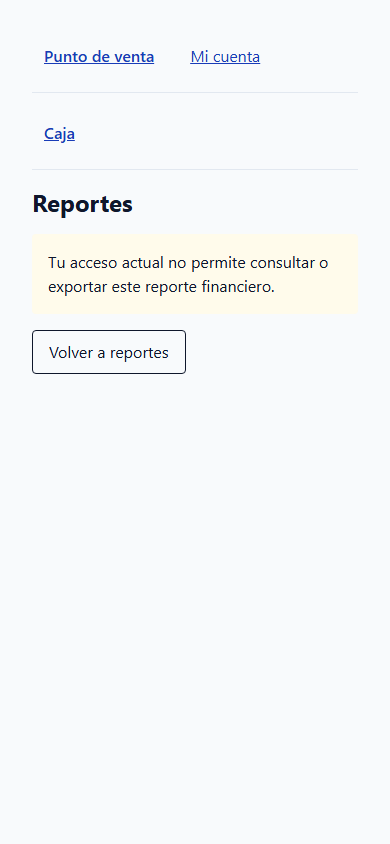 Punto de venta Mi cuenta
Caja
Reportes
Tu acceso actual no permite consultar o
exportar este reporte financiero.
Volver a reportes